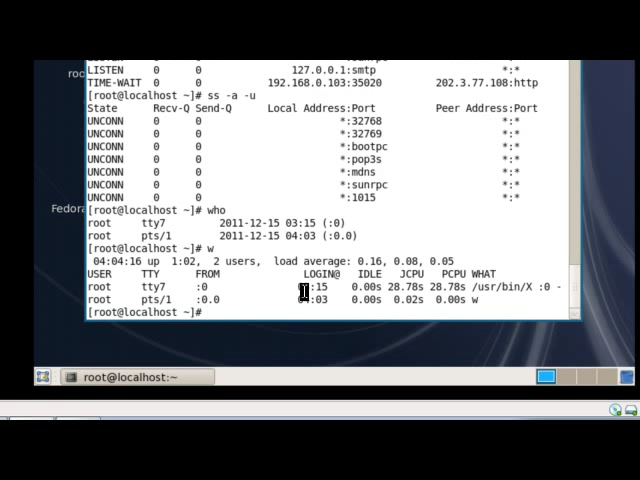 LISTEN 0 0 127.0.0.1:smtp *:*
TIME-WAIT 0 0 192.168.0.103:35020 202.3.77.108:http
[root@localhost ~]# ss -a -u
State Recv-Q Send-Q Local Address:Port Peer Address:Port
UNCONN 0 0 *:32768 *:*
UNCONN 0 0 *:32769 *:*
UNCONN 0 0 *:bootpc *:*
UNCONN 0 0 *:pop3s *:*
UNCONN 0 0 *:mdns *:*
UNCONN 0 0 *:sunrpc *:*
UNCONN 0 0 *:1015 *:*
[root@localhost ~]# who
root tty7 2011-12-15 03:15 (:0)
root pts/1 2011-12-15 04:03 (:0.0)
[root@localhost ~]# w
04:04:16 up 1:02, 2 users, load average: 0.16, 0.08, 0.05
USER TTY FROM LOGIN@ IDLE JCPU PCPU WHAT
root tty7 :0 03:15 0.00s 28.78s 28.78s /usr/bin/X :0 -
root pts/1 :0.0 04:03 0.00s 0.02s 0.00s w
[root@localhost ~]#
roo
Fedora
root@localhost:~